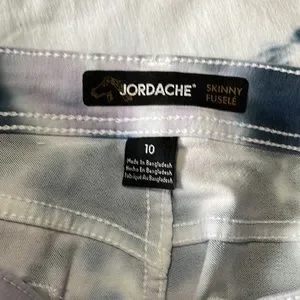 JORDACHE®
SKINNY
FUSELÉ
10
Made In Bangladesh
Hecho En Bangladesh
Fabriqué Au Bangladesh